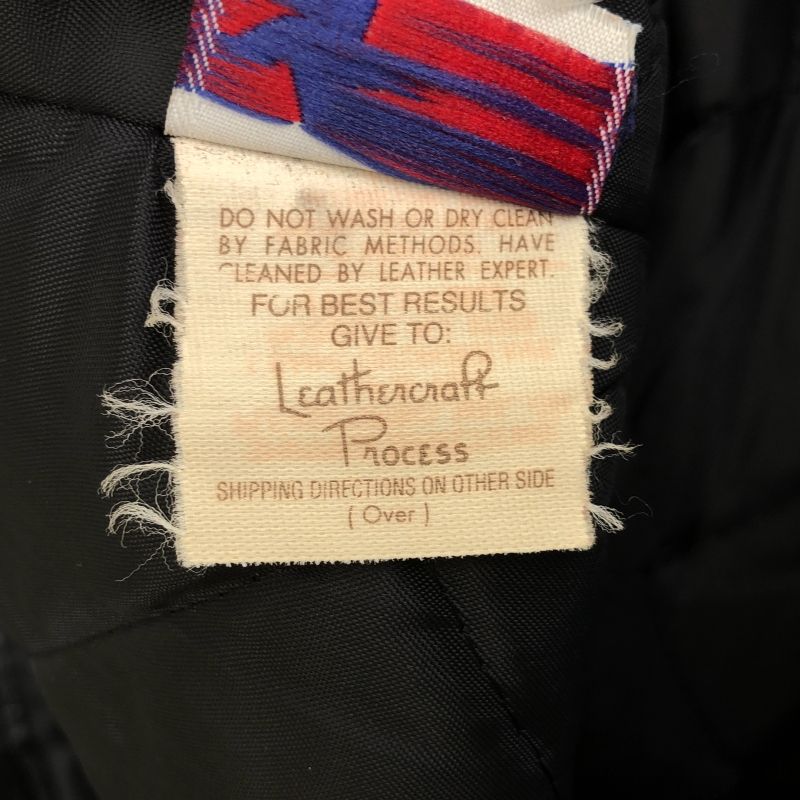 DO NOT WASH OR DRY CLEAN
BY FABRIC METHODS. HAVE
CLEANED BY LEATHER EXPERT.
FOR BEST RESULTS
GIVE TO:
Leathercraft
Process
SHIPPING DIRECTIONS ON OTHER SIDE
( Over )